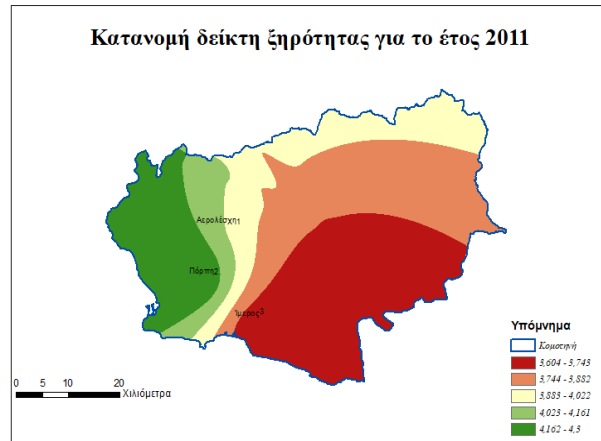 Κατανομή δείκτη ξηρότητας για το έτος 2011
Αερολέσχη1
Πόρπη2
Ίμερος3
Υπόμνημα
Κομοτηνή
3,604 - 3,743
3,744 - 3,882
3,883 - 4,022
4,023 - 4,161
4,162 - 4,3
0 5 10 20
Χιλιόμετρα